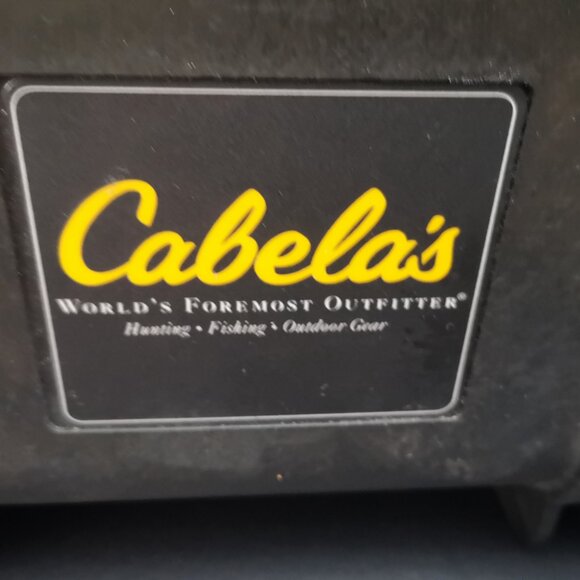 Cabela's
WORLD'S FOREMOST OUTFITTER®
Hunting • Fishing • Outdoor Gear